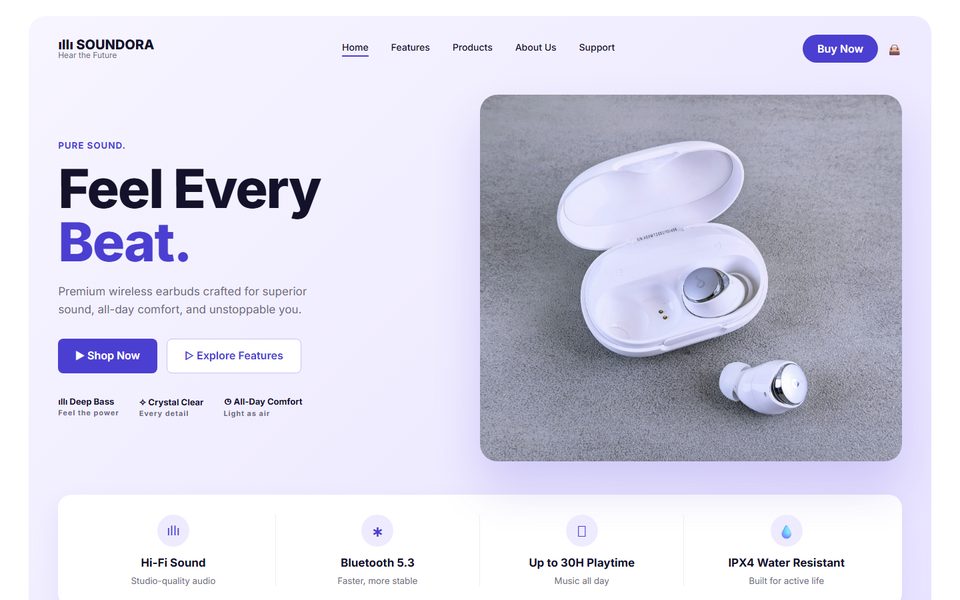 SOUNDORA
Hear the Future
Home Features Products About Us Support
Buy Now
PURE SOUND.
Feel Every
Beat.
Premium wireless earbuds crafted for superior
sound, all-day comfort, and unstoppable you.
Shop Now
Explore Features
Deep Bass
Feel the power
Crystal Clear
Every detail
All-Day Comfort
Light as air
Hi-Fi Sound
Studio-quality audio
Bluetooth 5.3
Faster, more stable
Up to 30H Playtime
Music all day
IPX4 Water Resistant
Built for active life